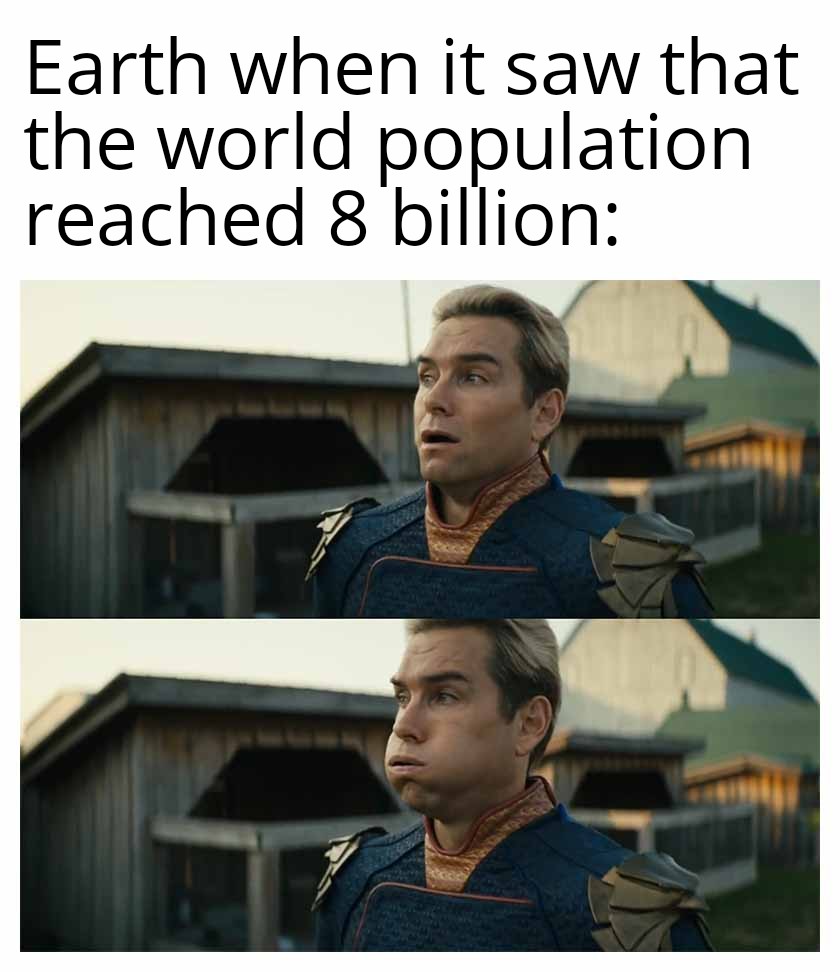 Earth when it saw that
the world population
reached 8 billion: